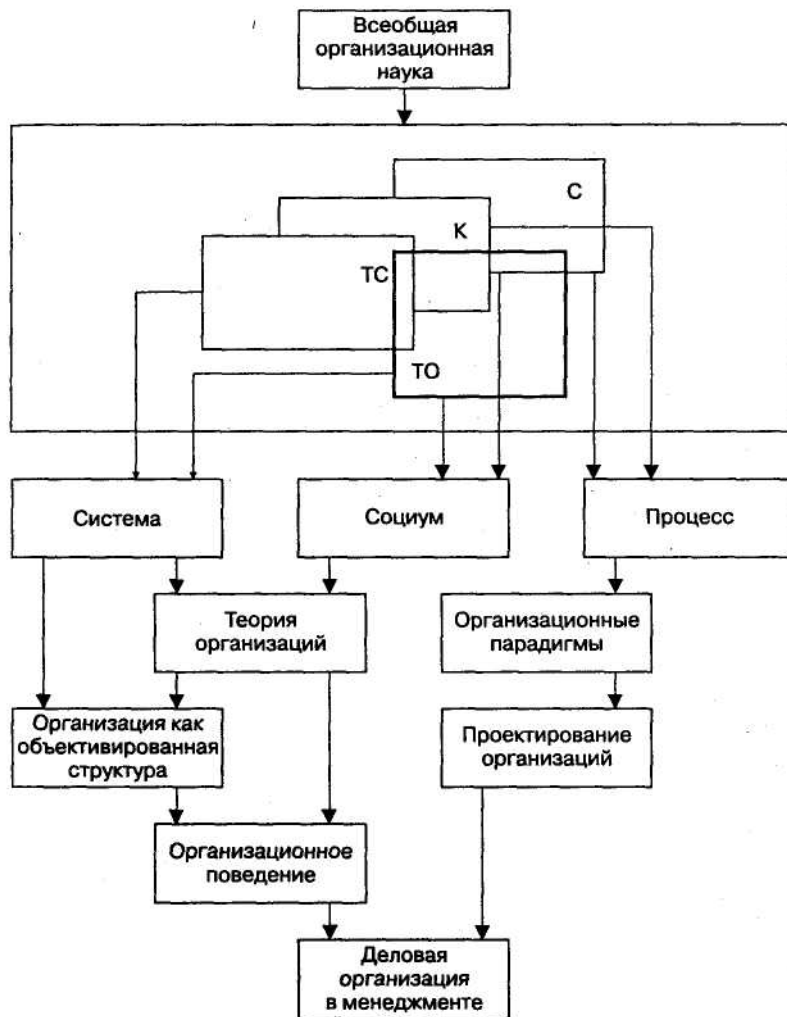 Всеобщая
организационная
наука
С
К
ТС
ТО
Система
Социум
Процесс
Теория
организаций
Организационные
парадигмы
Организация как
объективированная
структура
Проектирование
организаций
Организационное
поведение
Деловая
организация
в менеджменте